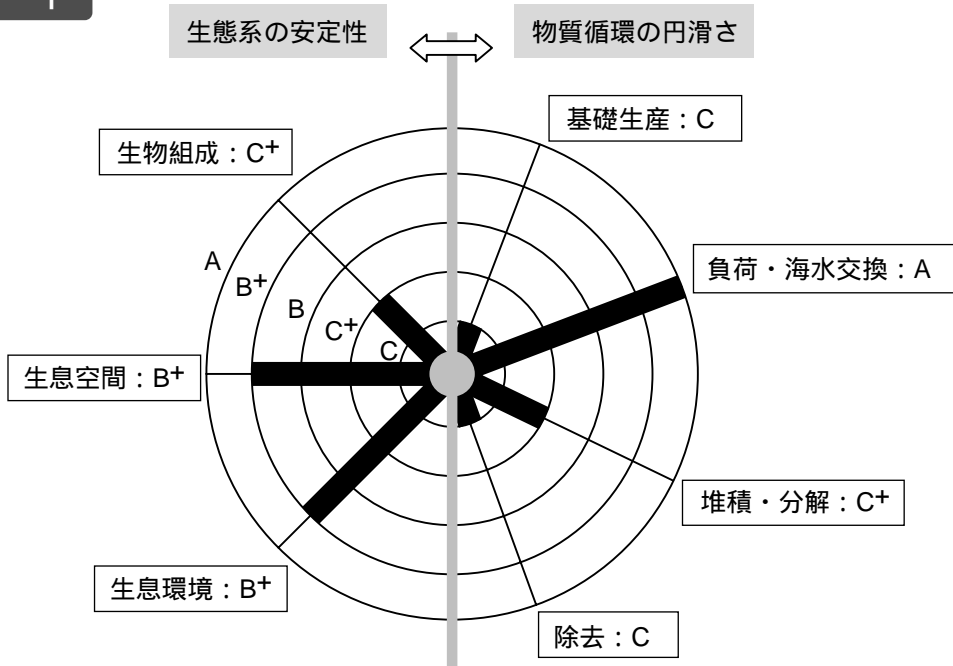 生態系の安定性
物質循環の円滑さ
基礎生産：C
生物組成：C⁺
負荷・海水交換：A
A
B⁺
B
C⁺
C
生息空間：B⁺
堆積・分解：C⁺
生息環境：B⁺
除去：C